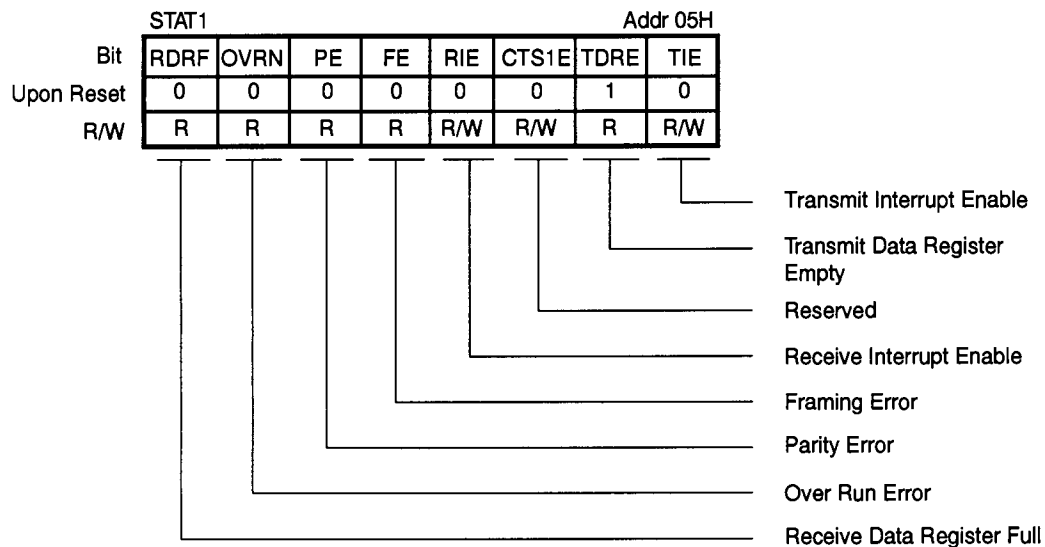 STAT1 Addr 05H
Bit RDRF OVRN PE FE RIE CTS1E TDRE TIE
Upon Reset 0 0 0 0 0 0 1 0
R/W R R R R R/W R/W R R/W
Transmit Interrupt Enable
Transmit Data Register
Empty
Reserved
Receive Interrupt Enable
Framing Error
Parity Error
Over Run Error
Receive Data Register Full